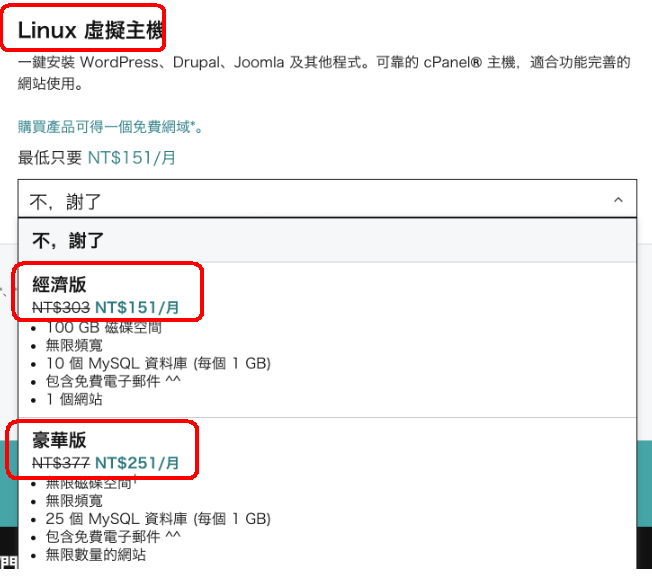 Linux 虛擬主機
一鍵安裝 WordPress、Drupal、Joomla 及其他程式。可靠的 cPanel® 主機，適合功能完善的
網站使用。
購買產品可得一個免費網域*。
最低只要 NT$151/月
不，謝了
不，謝了
經濟版
NT$303 NT$151/月
• 100 GB 磁碟空間
• 無限頻寬
• 10 個 MySQL 資料庫 (每個 1 GB)
• 包含免費電子郵件 ^^
• 1 個網站
豪華版
NT$377 NT$251/月
• 無限磁碟空間†
• 無限頻寬
• 25 個 MySQL 資料庫 (每個 1 GB)
• 包含免費電子郵件 ^^
• 無限數量的網站